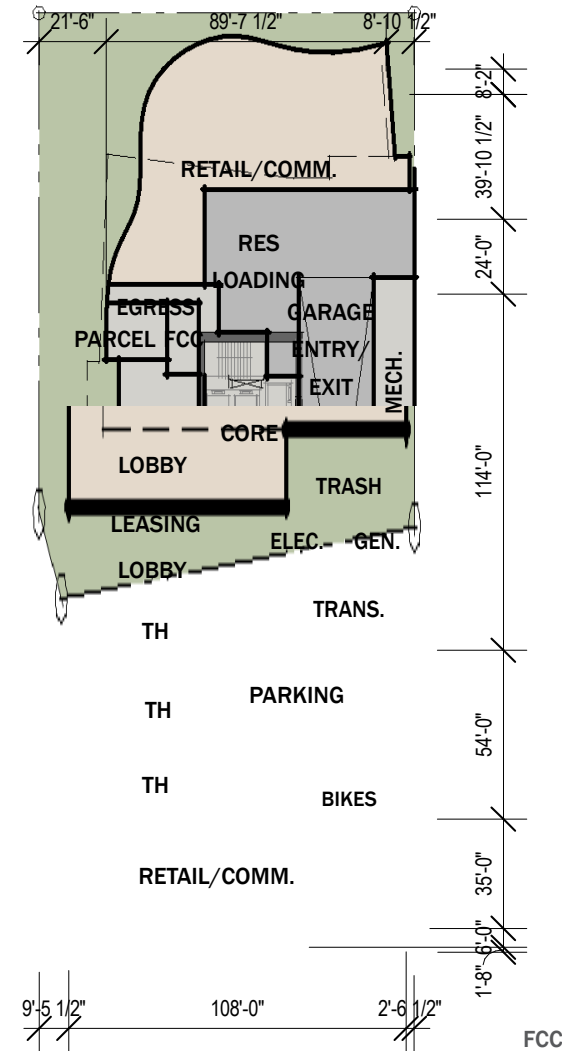 21'-6"
89'-7 1/2"
8'-10 1/2"
8'-2"
39'-10 1/2"
RETAIL/COMM.
24'-0"
RES
LOADING
GARAGE
ENTRY/
EXIT
EGRESS
PARCEL FCC
MECH.
CORE
LOBBY
TRASH
114'-0"
LEASING
LOBBY
ELEC.
GEN.
TRANS.
TH
PARKING
TH
54'-0"
TH
BIKES
RETAIL/COMM.
35'-0"
6'-0"
1'-8"
9'-5 1/2"
108'-0"
2'-6 1/2"
FCC